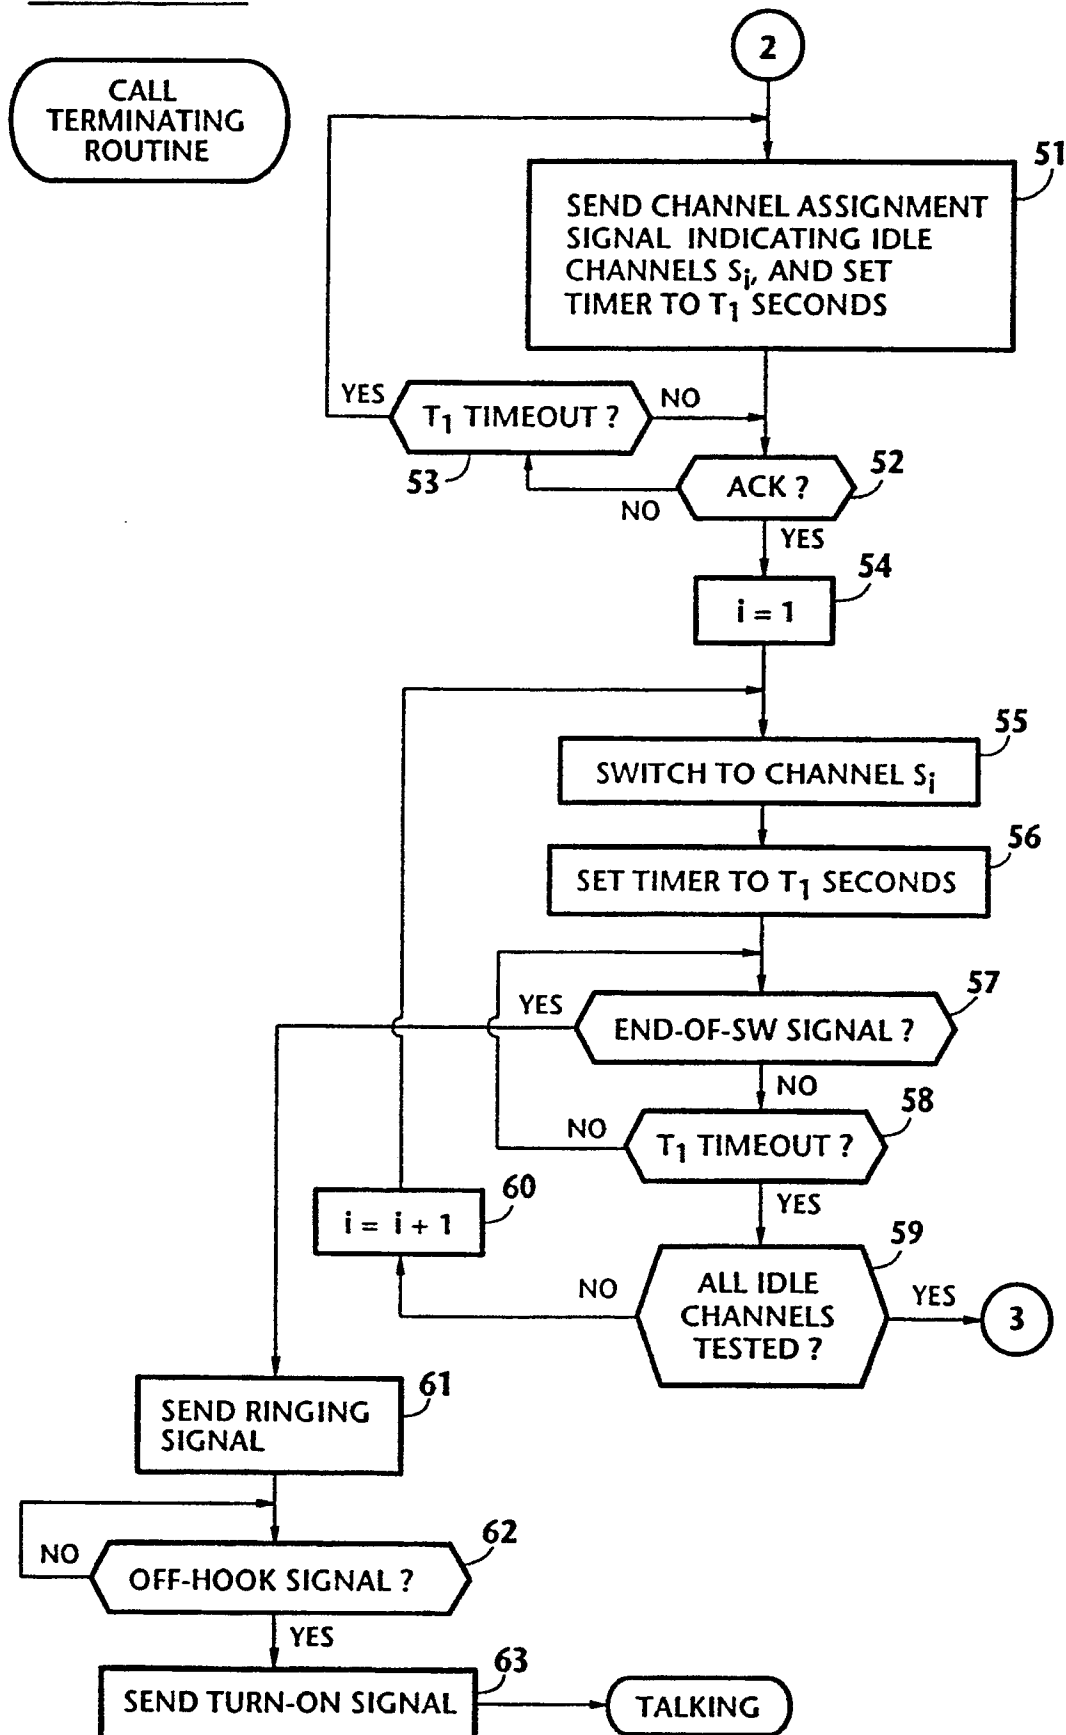 CALL
TERMINATING
ROUTINE
2
51
SEND CHANNEL ASSIGNMENT
SIGNAL INDICATING IDLE
CHANNELS Si, AND SET
TIMER TO T1 SECONDS
YES
T1 TIMEOUT ?
NO
53
52
ACK ?
NO
YES
54
i = 1
55
SWITCH TO CHANNEL Si
56
SET TIMER TO T1 SECONDS
57
YES
END-OF-SW SIGNAL ?
NO
58
NO
T1 TIMEOUT ?
YES
60
i = i + 1
59
NO
ALL IDLE
CHANNELS
TESTED ?
YES
3
61
SEND RINGING
SIGNAL
62
NO
OFF-HOOK SIGNAL ?
YES
63
SEND TURN-ON SIGNAL
TALKING